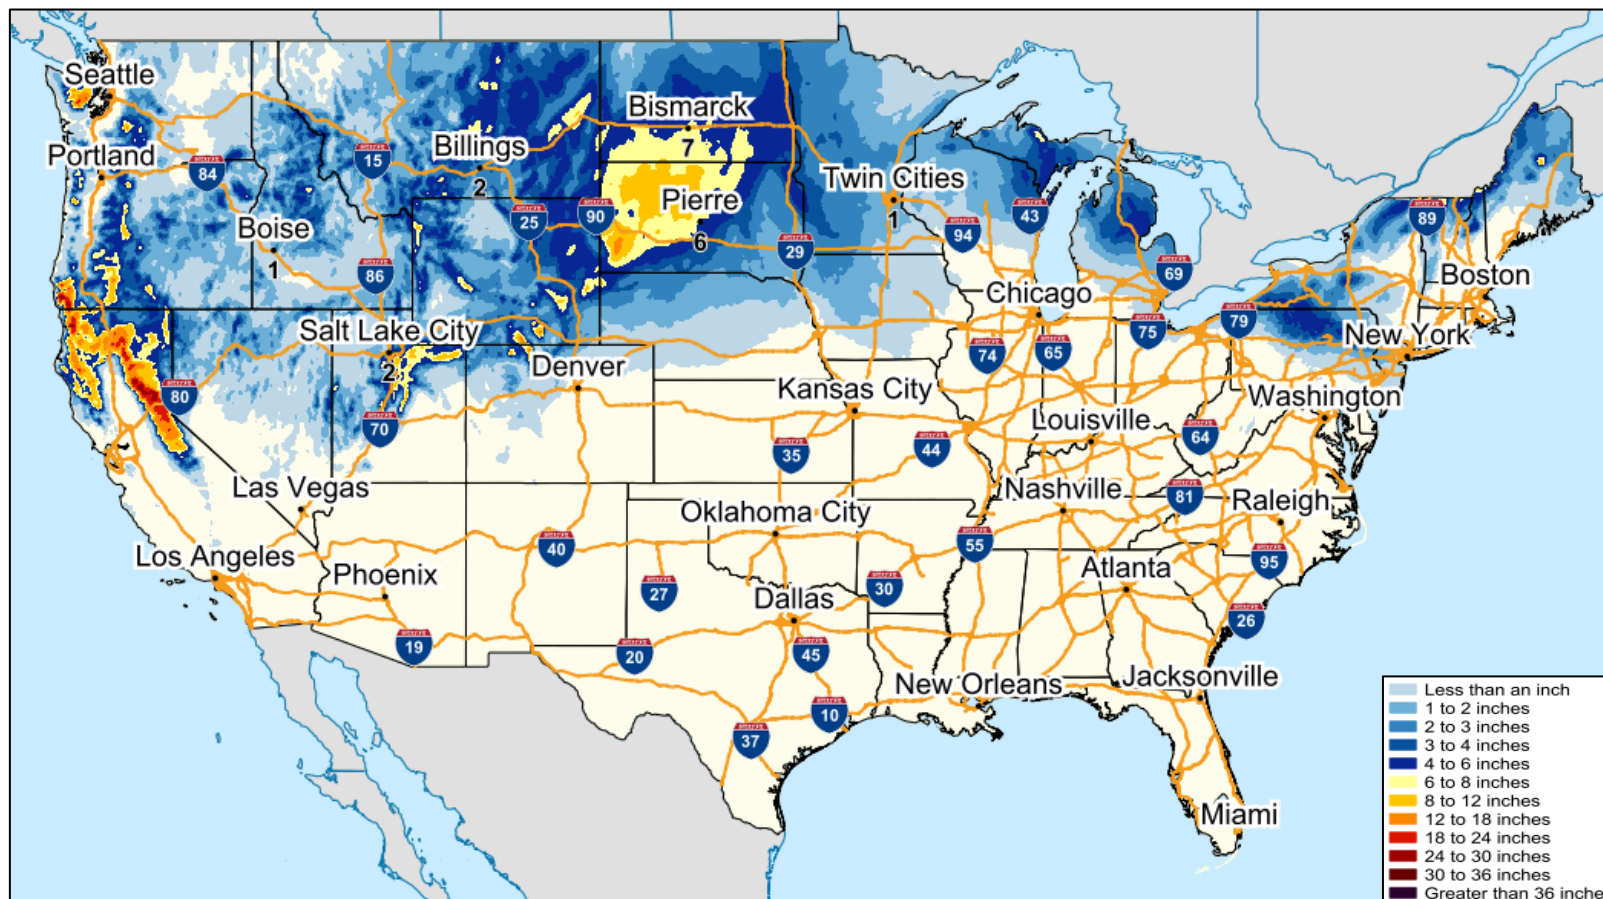 Seattle
Bismarck
7
Portland
84
15
Billings
2
Twin Cities
1
Pierre
6
Boise
1
25
90
29
94
43
89
86
69
Boston
Chicago
Salt Lake City
2
79
75
New York
74
65
Denver
80
70
Kansas City
Washington
Louisville
35
44
64
Las Vegas
Nashville
81
Raleigh
Oklahoma City
40
55
95
Los Angeles
Phoenix
27
Dallas
30
Atlanta
26
19
20
45
New Orleans
Jacksonville
10
37
Miami
Less than an inch
1 to 2 inches
2 to 3 inches
3 to 4 inches
4 to 6 inches
6 to 8 inches
8 to 12 inches
12 to 18 inches
18 to 24 inches
24 to 30 inches
30 to 36 inches
Greater than 36 inche